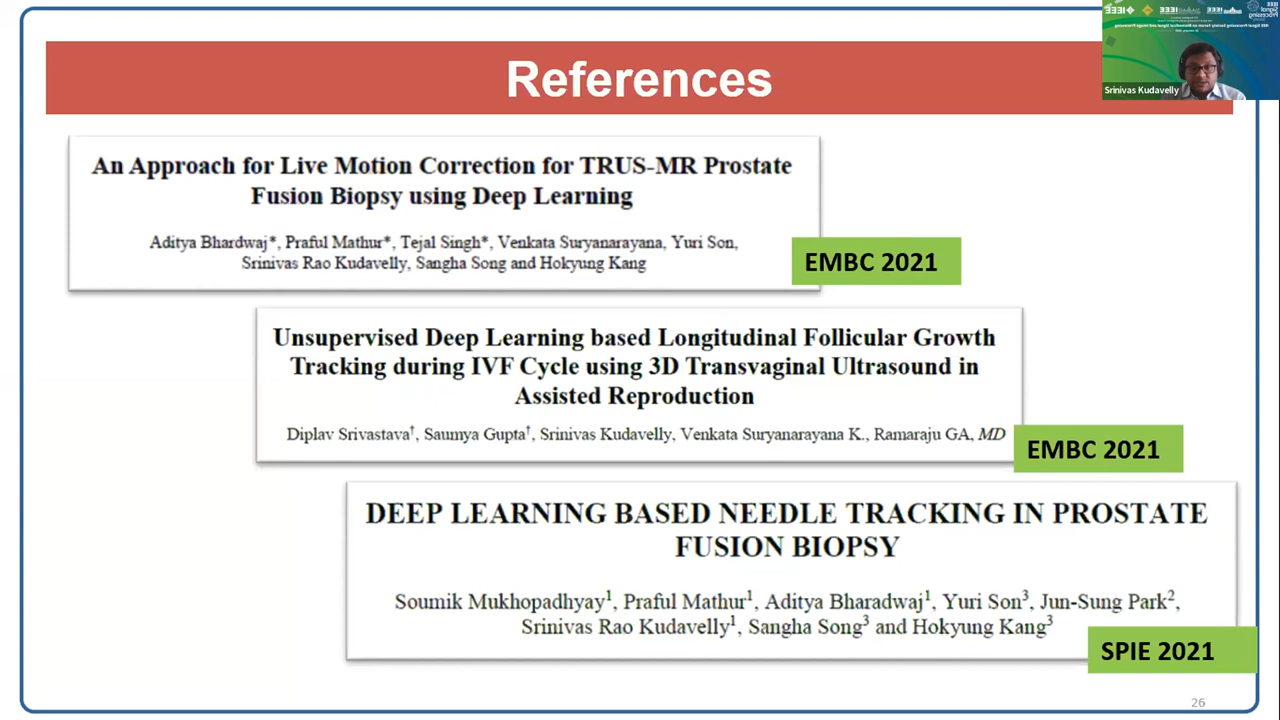 References
Srinivas Kudavelly
An Approach for Live Motion Correction for TRUS-MR Prostate
Fusion Biopsy using Deep Learning
Aditya Bhardwaj*, Praful Mathur*, Tejal Singh*, Venkata Suryanarayana, Yuri Son,
Srinivas Rao Kudavelly, Sangha Song and Hokyung Kang
EMBC 2021
Unsupervised Deep Learning based Longitudinal Follicular Growth
Tracking during IVF Cycle using 3D Transvaginal Ultrasound in
Assisted Reproduction
Diplav Srivastava†, Saumya Gupta†, Srinivas Kudavelly, Venkata Suryanarayana K., Ramaraju GA, MD
EMBC 2021
DEEP LEARNING BASED NEEDLE TRACKING IN PROSTATE
FUSION BIOPSY
Soumik Mukhopadhyay¹, Praful Mathur¹, Aditya Bharadwaj¹, Yuri Son³, Jun-Sung Park²,
Srinivas Rao Kudavelly¹, Sangha Song³ and Hokyung Kang³
SPIE 2021
26